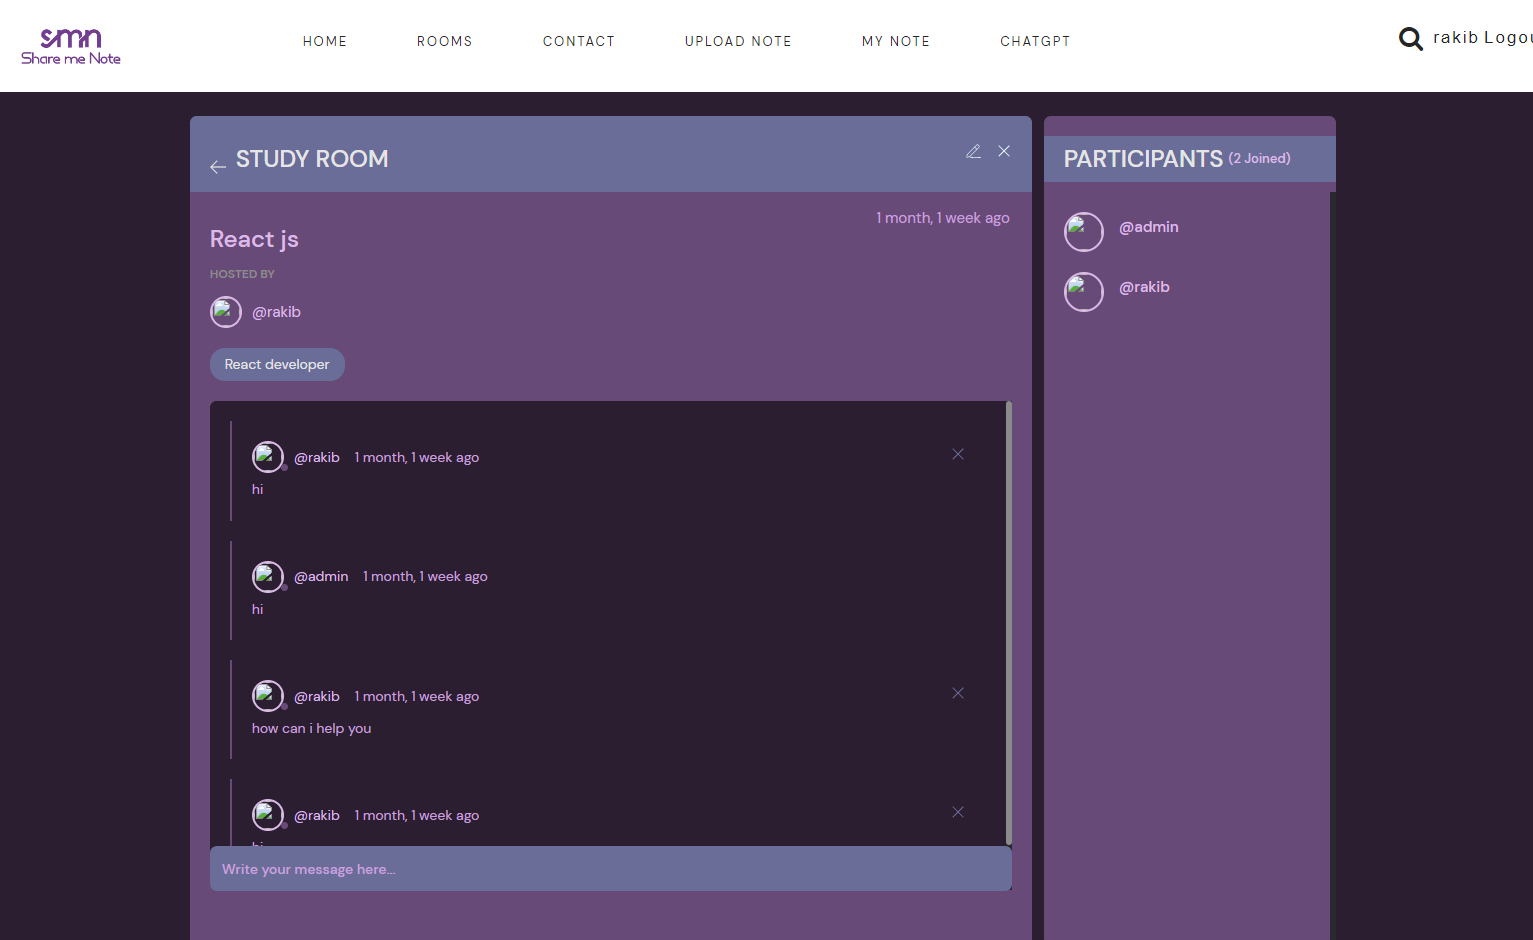 smn
Share me Note
HOME ROOMS CONTACT UPLOAD NOTE MY NOTE CHATGPT
rakib Logou
STUDY ROOM
1 month, 1 week ago
React js
HOSTED BY
@rakib
React developer
@rakib 1 month, 1 week ago
hi
@admin 1 month, 1 week ago
hi
@rakib 1 month, 1 week ago
how can i help you
@rakib 1 month, 1 week ago
hi
Write your message here...
PARTICIPANTS (2 Joined)
@admin
@rakib